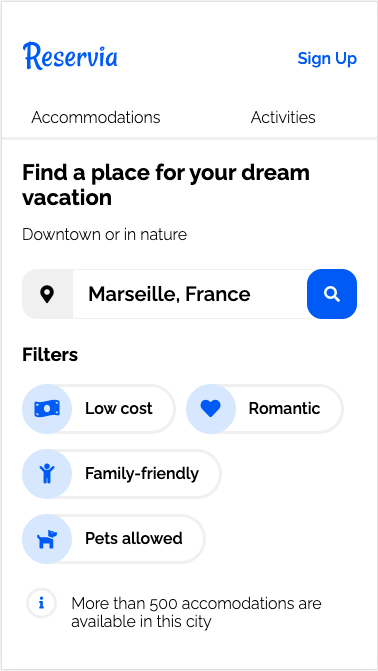 Reservia
Sign Up
Accommodations
Activities
Find a place for your dream
vacation
Downtown or in nature
Marseille, France
Filters
Low cost
Romantic
Family-friendly
Pets allowed
More than 500 accomodations are
available in this city